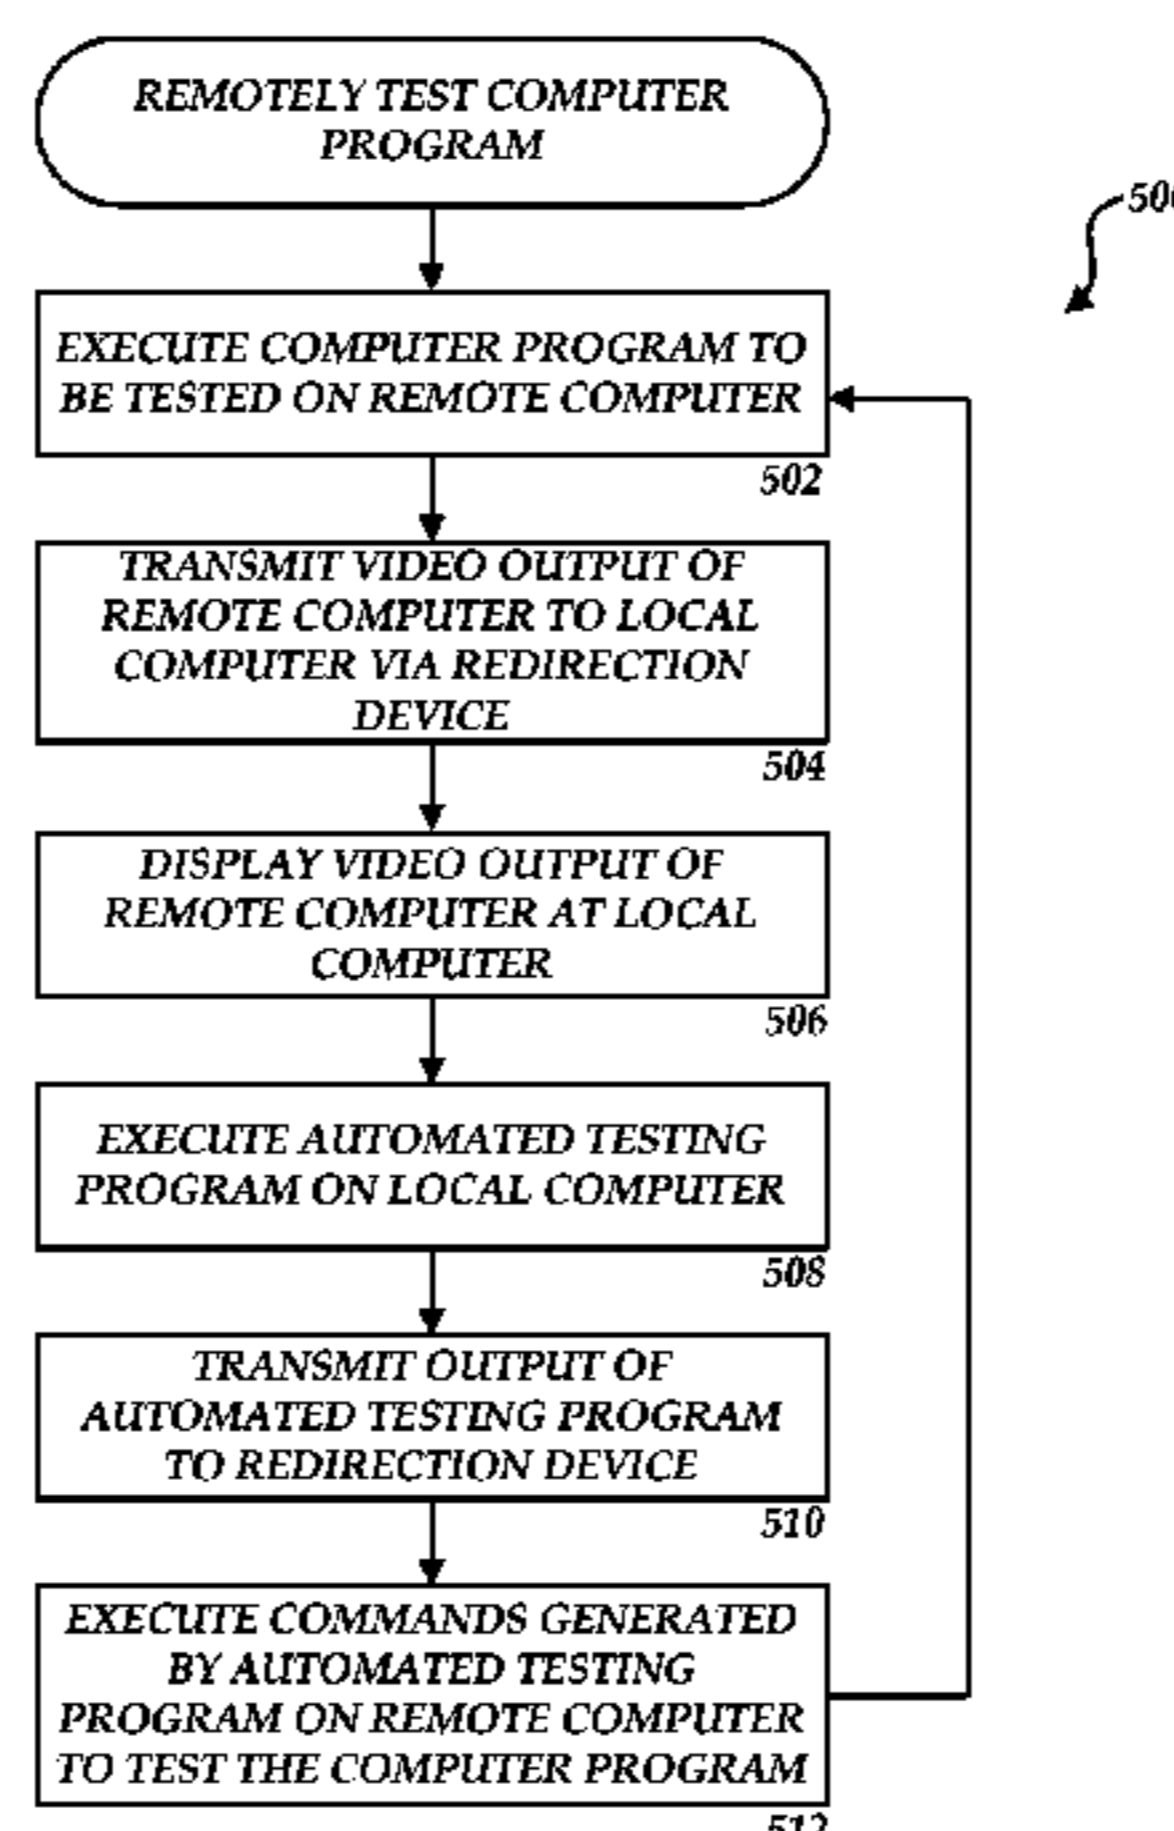 REMOTELY TEST COMPUTER
PROGRAM
EXECUTE COMPUTER PROGRAM TO
BE TESTED ON REMOTE COMPUTER
502
TRANSMIT VIDEO OUTPUT OF
REMOTE COMPUTER TO LOCAL
COMPUTER VIA REDIRECTION
DEVICE
504
DISPLAY VIDEO OUTPUT OF
REMOTE COMPUTER AT LOCAL
COMPUTER
506
EXECUTE AUTOMATED TESTING
PROGRAM ON LOCAL COMPUTER
508
TRANSMIT OUTPUT OF
AUTOMATED TESTING PROGRAM
TO REDIRECTION DEVICE
510
EXECUTE COMMANDS GENERATED
BY AUTOMATED TESTING
PROGRAM ON REMOTE COMPUTER
TO TEST THE COMPUTER PROGRAM
512